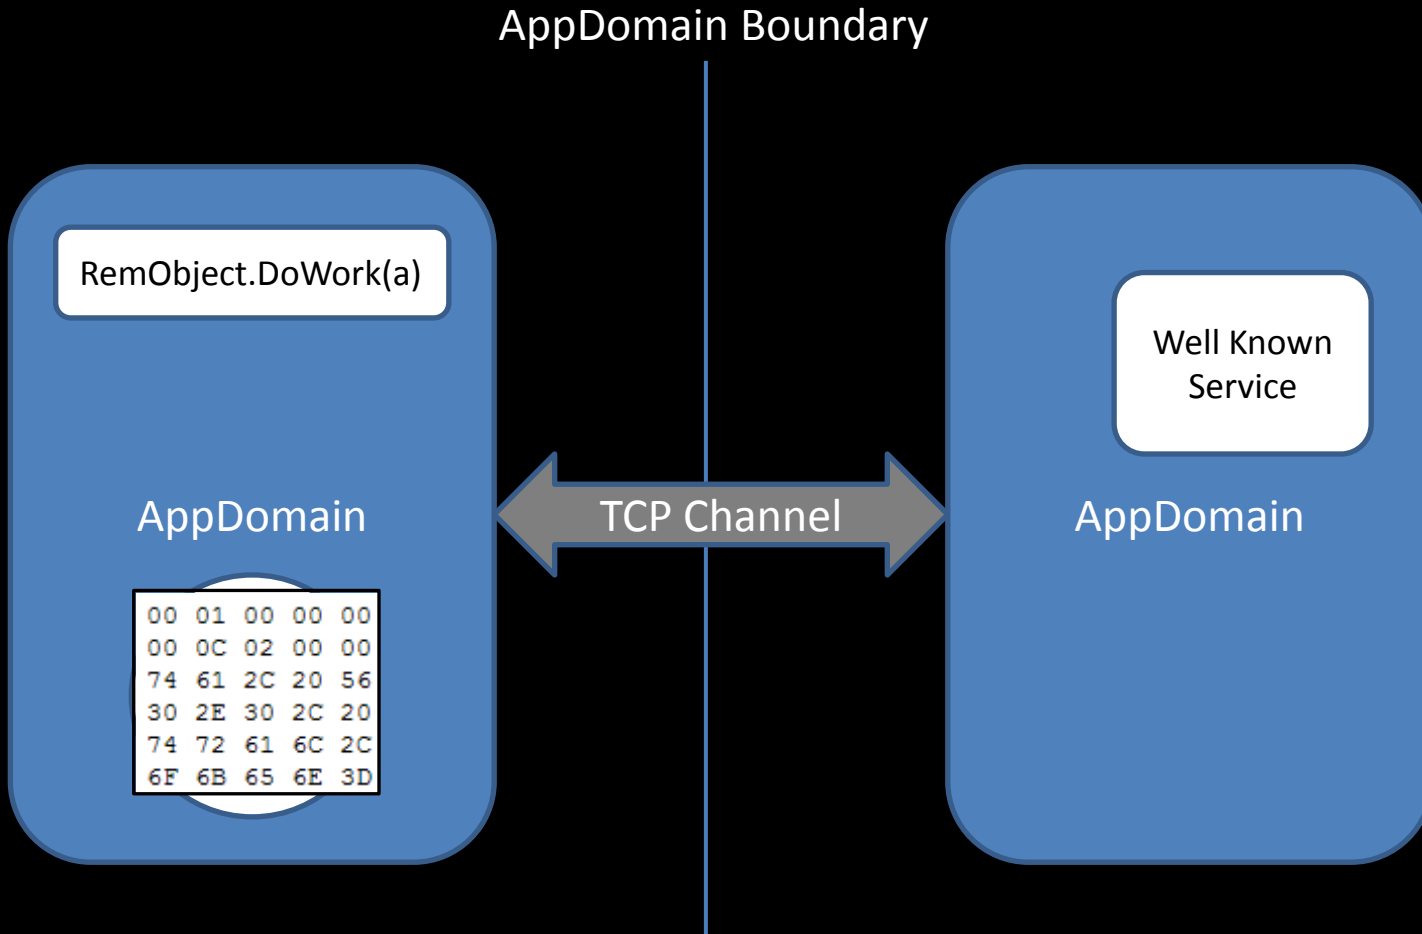 AppDomain Boundary
RemObject.DoWork(a)
Well Known
Service
AppDomain
TCP Channel
AppDomain
00 01 00 00 00
00 0C 02 00 00
74 61 2C 20 56
30 2E 30 2C 20
74 72 61 6C 2C
6F 6B 65 6E 3D